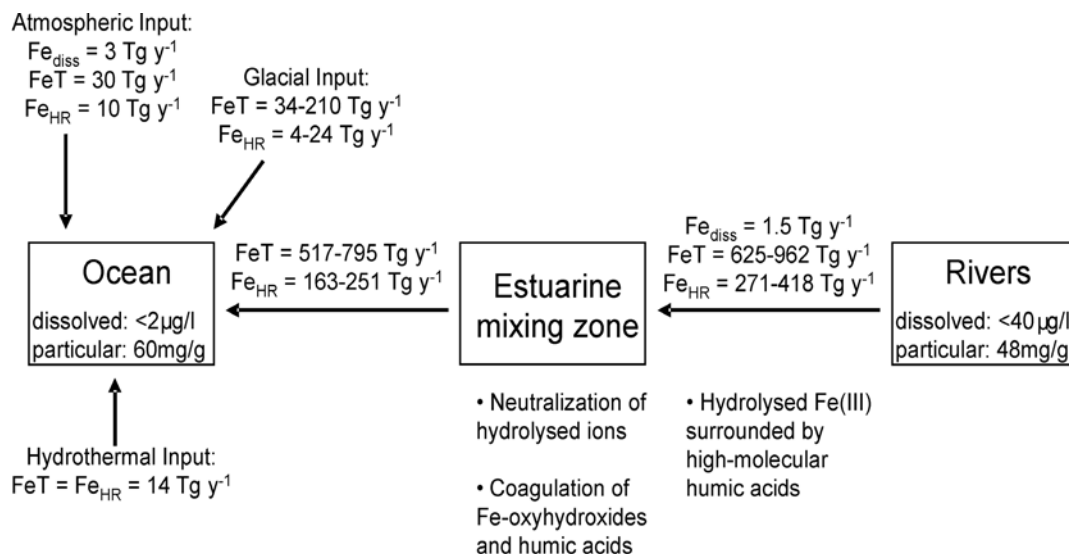 Atmospheric Input:
Fe_diss = 3 Tg y⁻¹
FeT = 30 Tg y⁻¹
Fe_HR = 10 Tg y⁻¹
Glacial Input:
FeT = 34-210 Tg y⁻¹
Fe_HR = 4-24 Tg y⁻¹
Ocean
dissolved: <2µg/l
particular: 60mg/g
FeT = 517-795 Tg y⁻¹
Fe_HR = 163-251 Tg y⁻¹
Estuarine
mixing zone
Fe_diss = 1.5 Tg y⁻¹
FeT = 625-962 Tg y⁻¹
Fe_HR = 271-418 Tg y⁻¹
Rivers
dissolved: <40µg/l
particular: 48mg/g
Hydrothermal Input:
FeT = Fe_HR = 14 Tg y⁻¹
• Neutralization of
hydrolysed ions
• Coagulation of
Fe-oxyhydroxides
and humic acids
• Hydrolysed Fe(III)
surrounded by
high-molecular
humic acids